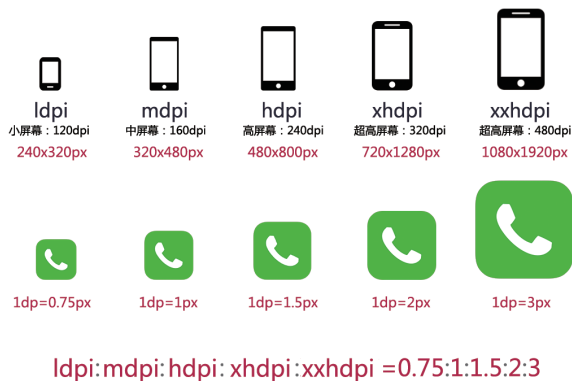 ldpi mdpi hdpi xhdpi xxhdpi
小屏幕：120dpi 中屏幕：160dpi 高屏幕：240dpi 超高屏幕：320dpi 超高屏幕：480dpi
240x320px 320x480px 480x800px 720x1280px 1080x1920px
1dp=0.75px 1dp=1px 1dp=1.5px 1dp=2px 1dp=3px
ldpi:mdpi:hdpi:xhdpi:xxhdpi =0.75:1:1.5:2:3